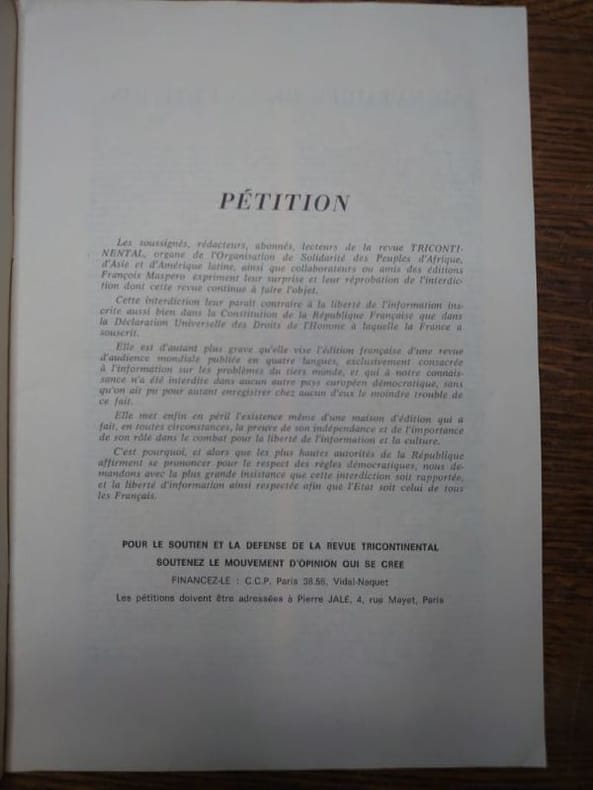 PÉTITION
Les soussignés, rédacteurs, abonnés, lecteurs de la revue TRICONTI-
NENTAL, organe de l'Organisation de Solidarité des Peuples d'Afrique,
d'Asie et d'Amérique latine, ainsi que collaborateurs ou amis des éditions
François Maspero expriment leur surprise et leur réprobation de l'interdic-
tion dont cette revue continue à faire l'objet.
Cette interdiction leur paraît contraire à la liberté de l'information ins-
crite aussi bien dans la Constitution de la République Française que dans
la Déclaration Universelle des Droits de l'Homme à laquelle la France a
souscrit.
Elle est d'autant plus grave qu'elle vise l'édition française d'une revue
d'audience mondiale publiée en quatre langues, exclusivement consacrée
à l'information sur les problèmes du tiers monde, et qui à notre connais-
sance n'a été interdite dans aucun autre pays européen démocratique, sans
qu'on ait pu pour autant enregistrer chez aucun d'eux le moindre trouble de
ce fait.
Elle met enfin en péril l'existence même d'une maison d'édition qui a
fait, en toutes circonstances, la preuve de son indépendance et de l'importance
de son rôle dans le combat pour la liberté de l'information et la culture.
C'est pourquoi, et alors que les plus hautes autorités de la République
affirment se prononcer pour le respect des règles démocratiques, nous de-
mandons avec la plus grande insistance que cette interdiction soit rapportée,
et la liberté d'information ainsi respectée afin que l'Etat soit celui de tous
les Français.
POUR LE SOUTIEN ET LA DEFENSE DE LA REVUE TRICONTINENTAL
SOUTENEZ LE MOUVEMENT D'OPINION QUI SE CREE
FINANCEZ-LE : C.C.P. Paris 38.56, Vidal-Naquet
Les pétitions doivent être adressées à Pierre JALE, 4, rue Mayet, Paris